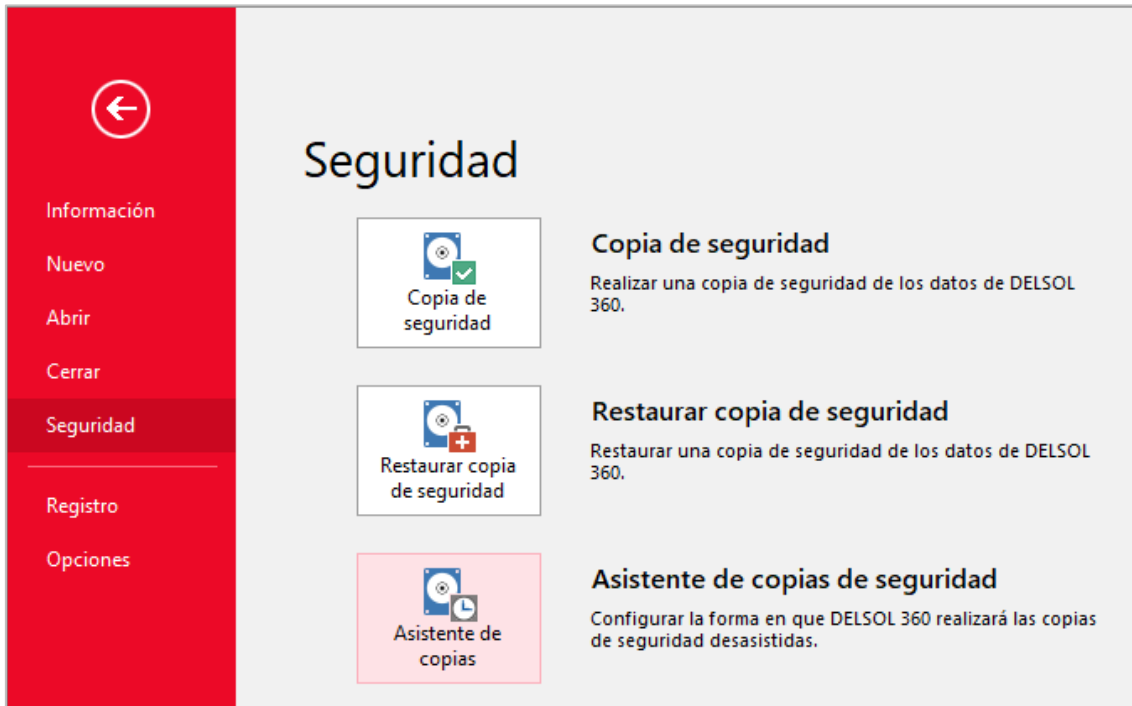 Seguridad
Información
Nuevo
Abrir
Cerrar
Seguridad
Registro
Opciones
Copia de
seguridad
Copia de seguridad
Realizar una copia de seguridad de los datos de DELSOL
360.
Restaurar copia
de seguridad
Restaurar copia de seguridad
Restaurar una copia de seguridad de los datos de DELSOL
360.
Asistente de
copias
Asistente de copias de seguridad
Configurar la forma en que DELSOL 360 realizará las copias
de seguridad desasistidas.